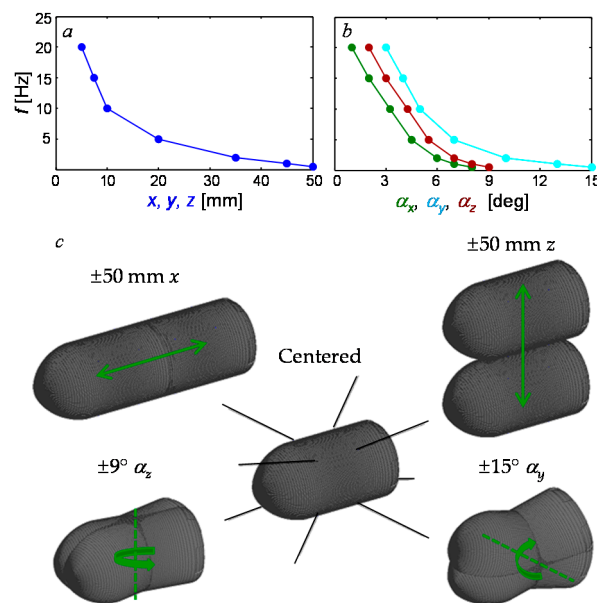 a
b
f [Hz]
25
20
15
10
5
0
10
20
30
40
50
0
3
6
9
12
15
x, y, z [mm]
αx, αy, αz [deg]
c
±50 mm x
±50 mm z
Centered
±9° αz
±15° αy